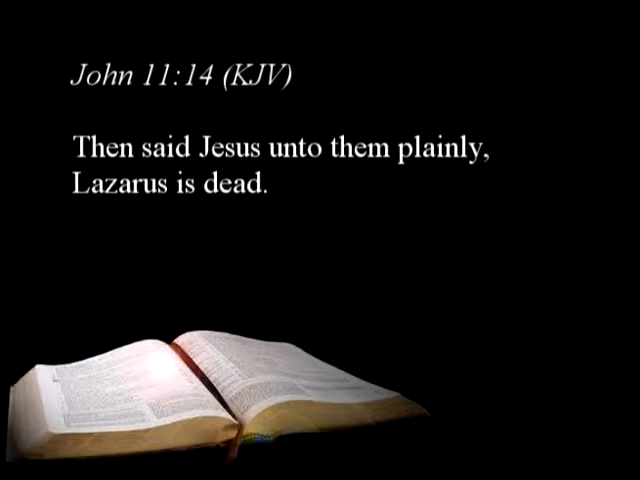 John 11:14 (KJV)
Then said Jesus unto them plainly,
Lazarus is dead.